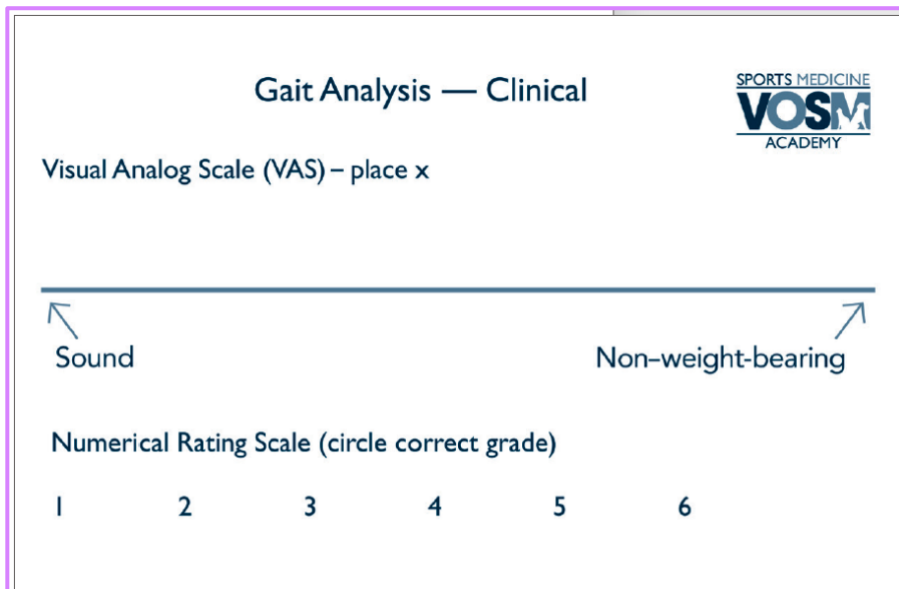 Gait Analysis — Clinical
SPORTS MEDICINE
VOSM
ACADEMY
Visual Analog Scale (VAS) – place x
Sound
Non-weight-bearing
Numerical Rating Scale (circle correct grade)
1 2 3 4 5 6